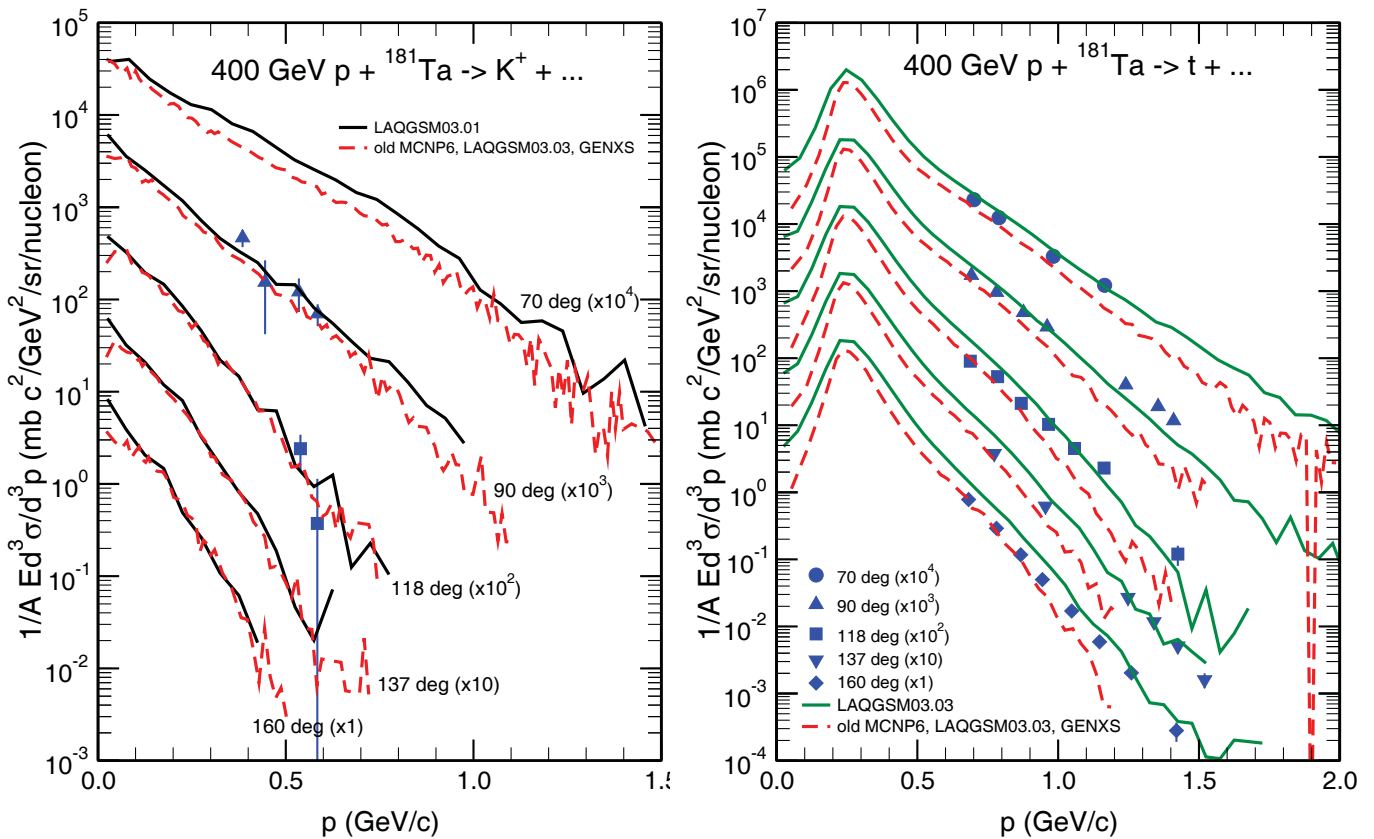 400 GeV p + ¹⁸¹Ta -> K⁺ + ...
LAQGSM03.01
old MCNP6, LAQGSM03.03, GENXS
1/A Ed³σ/d³p (mb c²/GeV²/sr/nucleon)
10⁵
10⁴
10³
10²
10¹
10⁰
10⁻¹
10⁻²
10⁻³
70 deg (x10⁴)
90 deg (x10³)
118 deg (x10²)
137 deg (x10)
160 deg (x1)
0.0 0.5 1.0 1.5
p (GeV/c)
400 GeV p + ¹⁸¹Ta -> t + ...
1/A Ed³σ/d³p (mb c²/GeV²/sr/nucleon)
10⁷
10⁶
10⁵
10⁴
10³
10²
10¹
10⁰
10⁻¹
10⁻²
10⁻³
10⁻⁴
70 deg (x10⁴)
90 deg (x10³)
118 deg (x10²)
137 deg (x10)
160 deg (x1)
LAQGSM03.03
old MCNP6, LAQGSM03.03, GENXS
0.0 0.5 1.0 1.5 2.0
p (GeV/c)